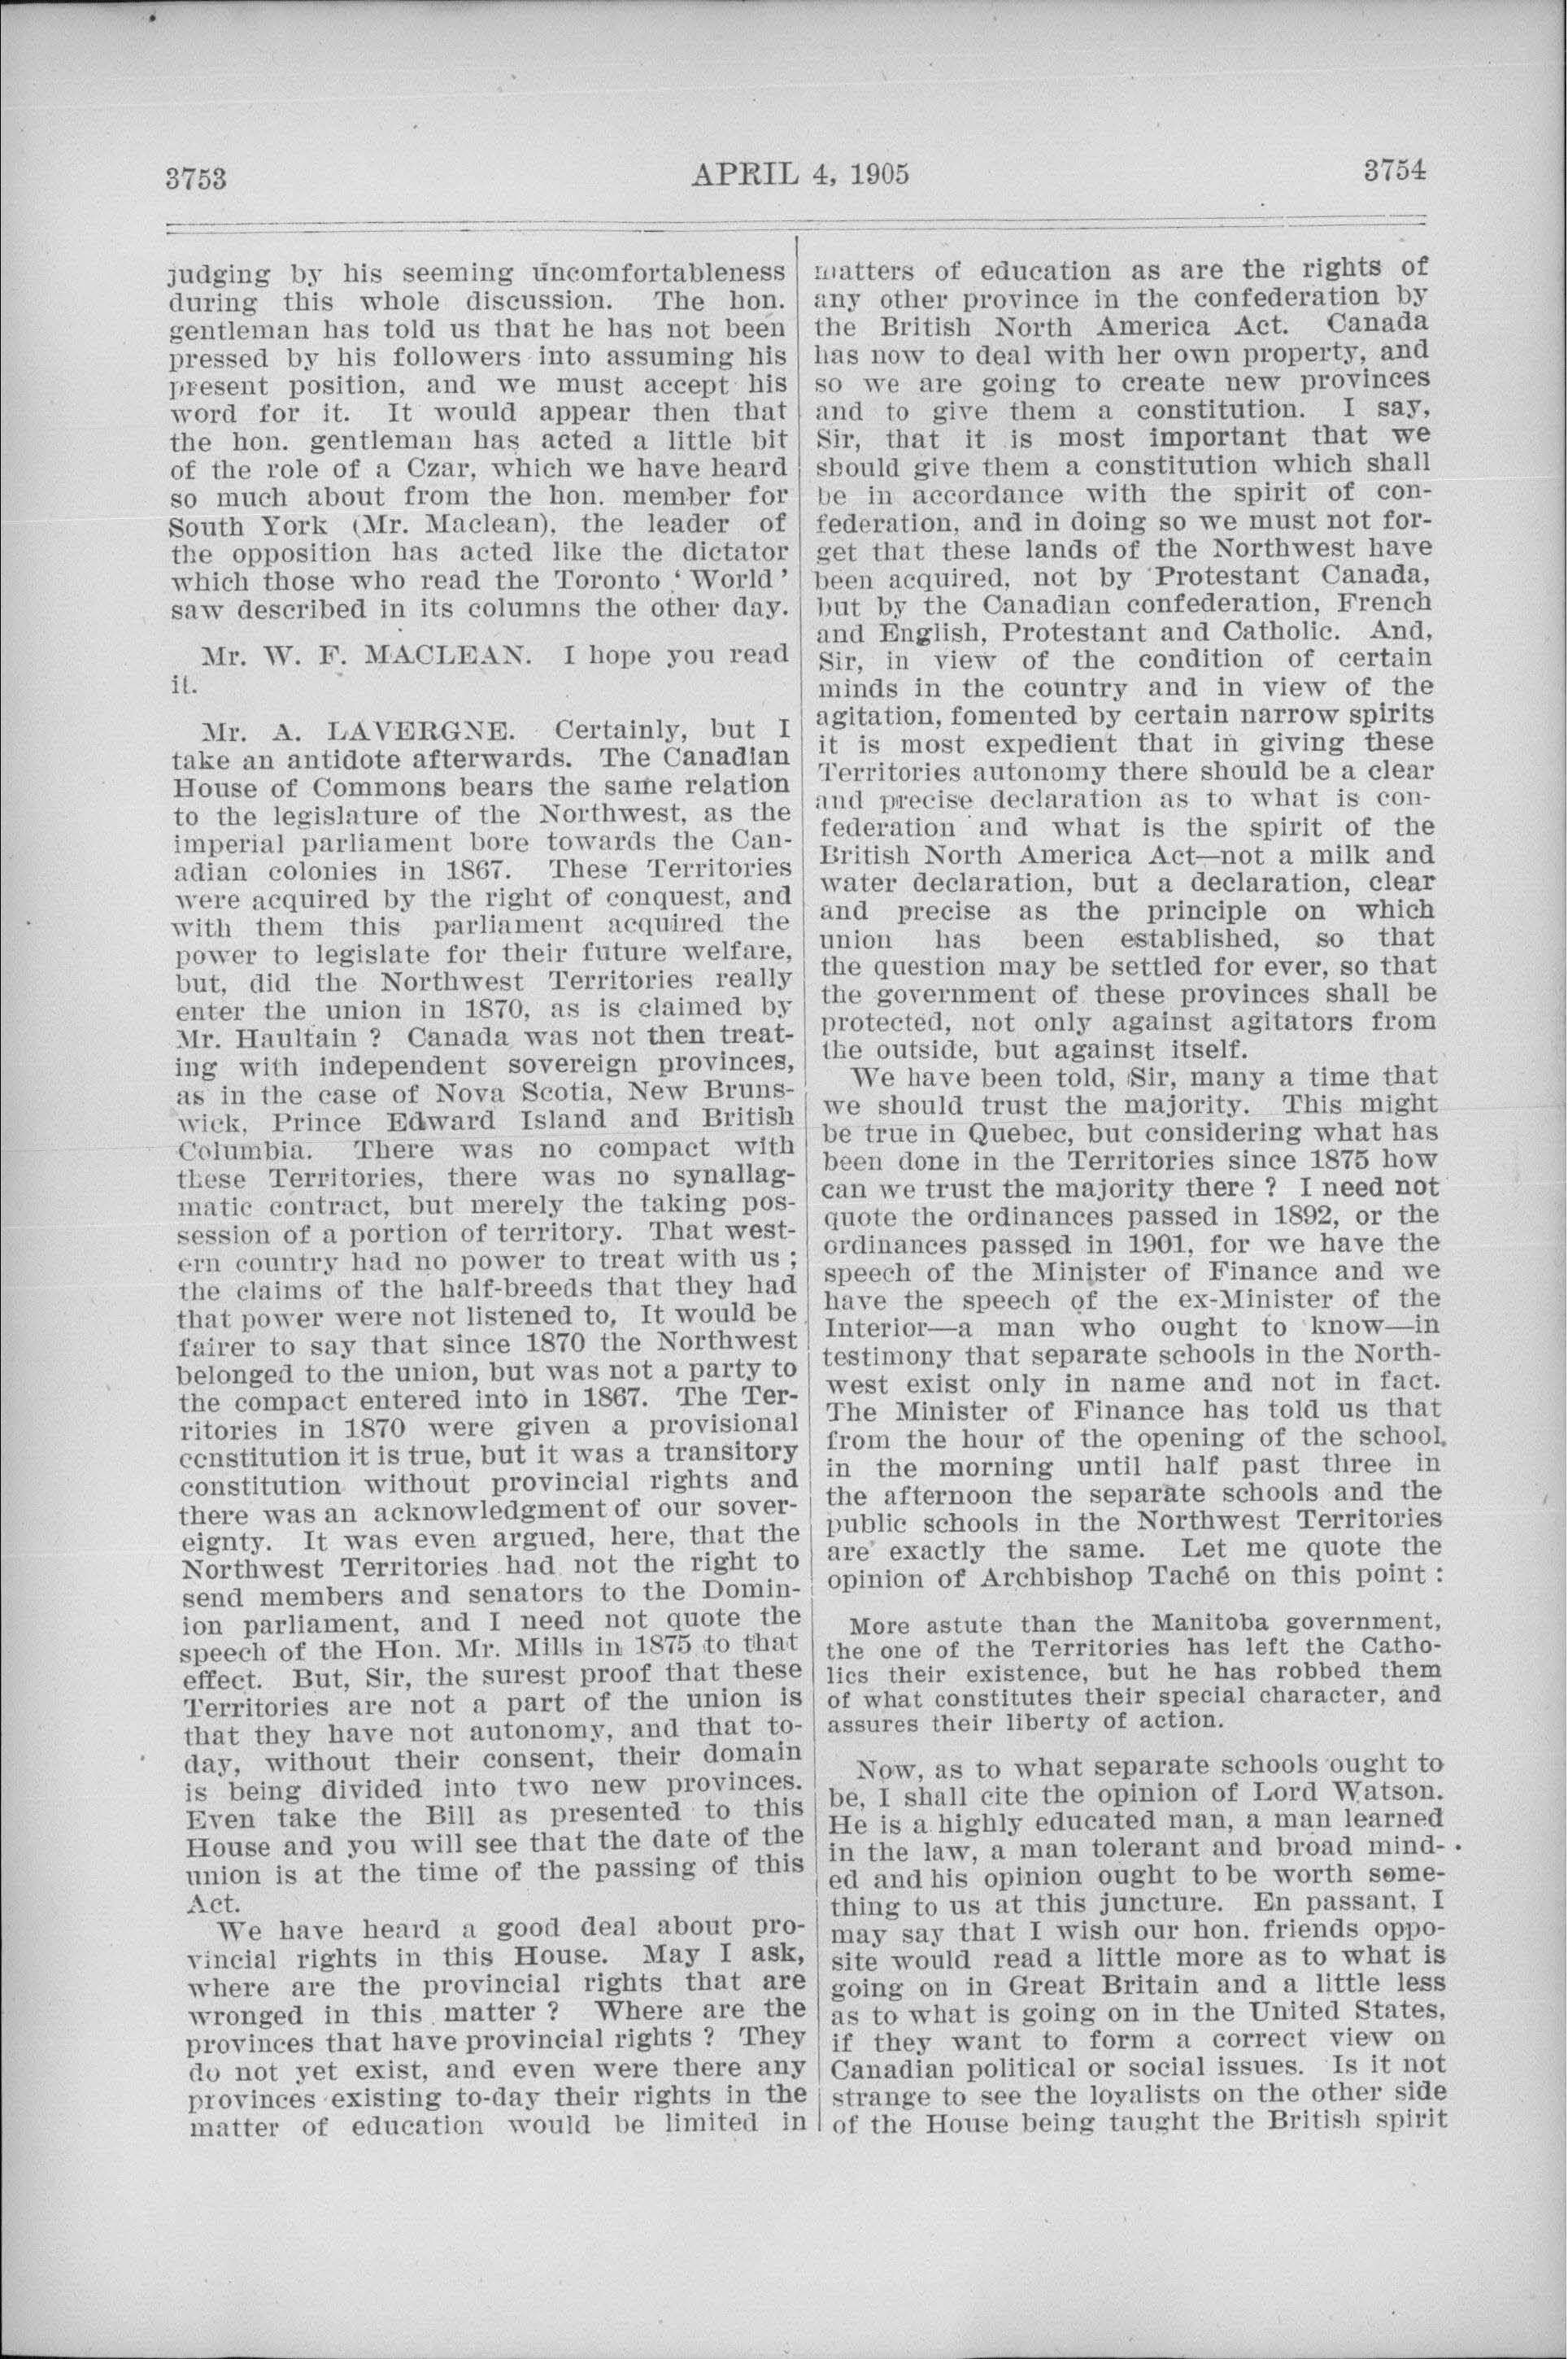 3753
APRIL 4, 1905
3754
judging by his seeming uncomfortableness
during this whole discussion. The hon.
gentleman has told us that he has not been
pressed by his followers into assuming his
present position, and we must accept his
word for it. It would appear then that
the hon. gentleman has acted a little bit
of the role of a Czar, which we have heard
so much about from the hon. member for
South York (Mr. Maclean), the leader of
the opposition has acted like the dictator
which those who read the Toronto 'World'
saw described in its columns the other day.
Mr. W. F. MACLEAN. I hope you read
it.
Mr. A. LAVERGNE. Certainly, but I
take an antidote afterwards. The Canadian
House of Commons bears the same relation
to the legislature of the Northwest, as the
imperial parliament bore towards the Can-
adian colonies in 1867. These Territories
were acquired by the right of conquest, and
with them this parliament acquired the
power to legislate for their future welfare,
but, did the Northwest Territories really
enter the union in 1870, as is claimed by
Mr. Haultain ? Canada was not then treat-
ing with independent sovereign provinces,
as in the case of Nova Scotia, New Bruns-
wick, Prince Edward Island and British
Columbia. There was no compact with
these Territories, there was no synallag-
matic contract, but merely the taking pos-
session of a portion of territory. That west-
ern country had no power to treat with us ;
the claims of the half-breeds that they had
that power were not listened to, It would be
fairer to say that since 1870 the Northwest
belonged to the union, but was not a party to
the compact entered into in 1867. The Ter-
ritories in 1870 were given a provisional
constitution it is true, but it was a transitory
constitution without provincial rights and
there was an acknowledgment of our sover-
eignty. It was even argued, here, that the
Northwest Territories had not the right to
send members and senators to the Domin-
ion parliament, and I need not quote the
speech of the Hon. Mr. Mills in 1875 to that
effect. But, Sir, the surest proof that these
Territories are not a part of the union is
that they have not autonomy, and that to-
day, without their consent, their domain
is being divided into two new provinces.
Even take the Bill as presented to this
House and you will see that the date of the
union is at the time of the passing of this
Act.
We have heard a good deal about pro-
vincial rights in this House. May I ask,
where are the provincial rights that are
wronged in this matter ? Where are the
provinces that have provincial rights ? They
do not yet exist, and even were there any
provinces existing to-day their rights in the
matter of education would be limited in
matters of education as are the rights of
any other province in the confederation by
the British North America Act. Canada
has now to deal with her own property, and
so we are going to create new provinces
and to give them a constitution. I say,
Sir, that it is most important that we
should give them a constitution which shall
be in accordance with the spirit of con-
federation, and in doing so we must not for-
get that these lands of the Northwest have
been acquired, not by Protestant Canada,
but by the Canadian confederation, French
and English, Protestant and Catholic. And,
Sir, in view of the condition of certain
minds in the country and in view of the
agitation, fomented by certain narrow spirits
it is most expedient that in giving these
Territories autonomy there should be a clear
and precise declaration as to what is con-
federation and what is the spirit of the
British North America Act—not a milk and
water declaration, but a declaration, clear
and precise as the principle on which
union has been established, so that
the question may be settled for ever, so that
the government of these provinces shall be
protected, not only against agitators from
the outside, but against itself.
We have been told, Sir, many a time that
we should trust the majority. This might
be true in Quebec, but considering what has
been done in the Territories since 1875 how
can we trust the majority there ? I need not
quote the ordinances passed in 1892, or the
ordinances passed in 1901, for we have the
speech of the Minister of Finance and we
have the speech of the ex-Minister of the
Interior—a man who ought to know—in
testimony that separate schools in the North-
west exist only in name and not in fact.
The Minister of Finance has told us that
from the hour of the opening of the school,
in the morning until half past three in
the afternoon the separate schools and the
public schools in the Northwest Territories
are exactly the same. Let me quote the
opinion of Archbishop Taché on this point :
More astute than the Manitoba government,
the one of the Territories has left the Catho-
lics their existence, but he has robbed them
of what constitutes their special character, and
assures their liberty of action.
Now, as to what separate schools ought to
be, I shall cite the opinion of Lord Watson.
He is a highly educated man, a man learned
in the law, a man tolerant and broad mind-
ed and his opinion ought to be worth some-
thing to us at this juncture. En passant, I
may say that I wish our hon. friends oppo-
site would read a little more as to what is
going on in Great Britain and a little less
as to what is going on in the United States,
if they want to form a correct view on
Canadian political or social issues. Is it not
strange to see the loyalists on the other side
of the House being taught the British spirit